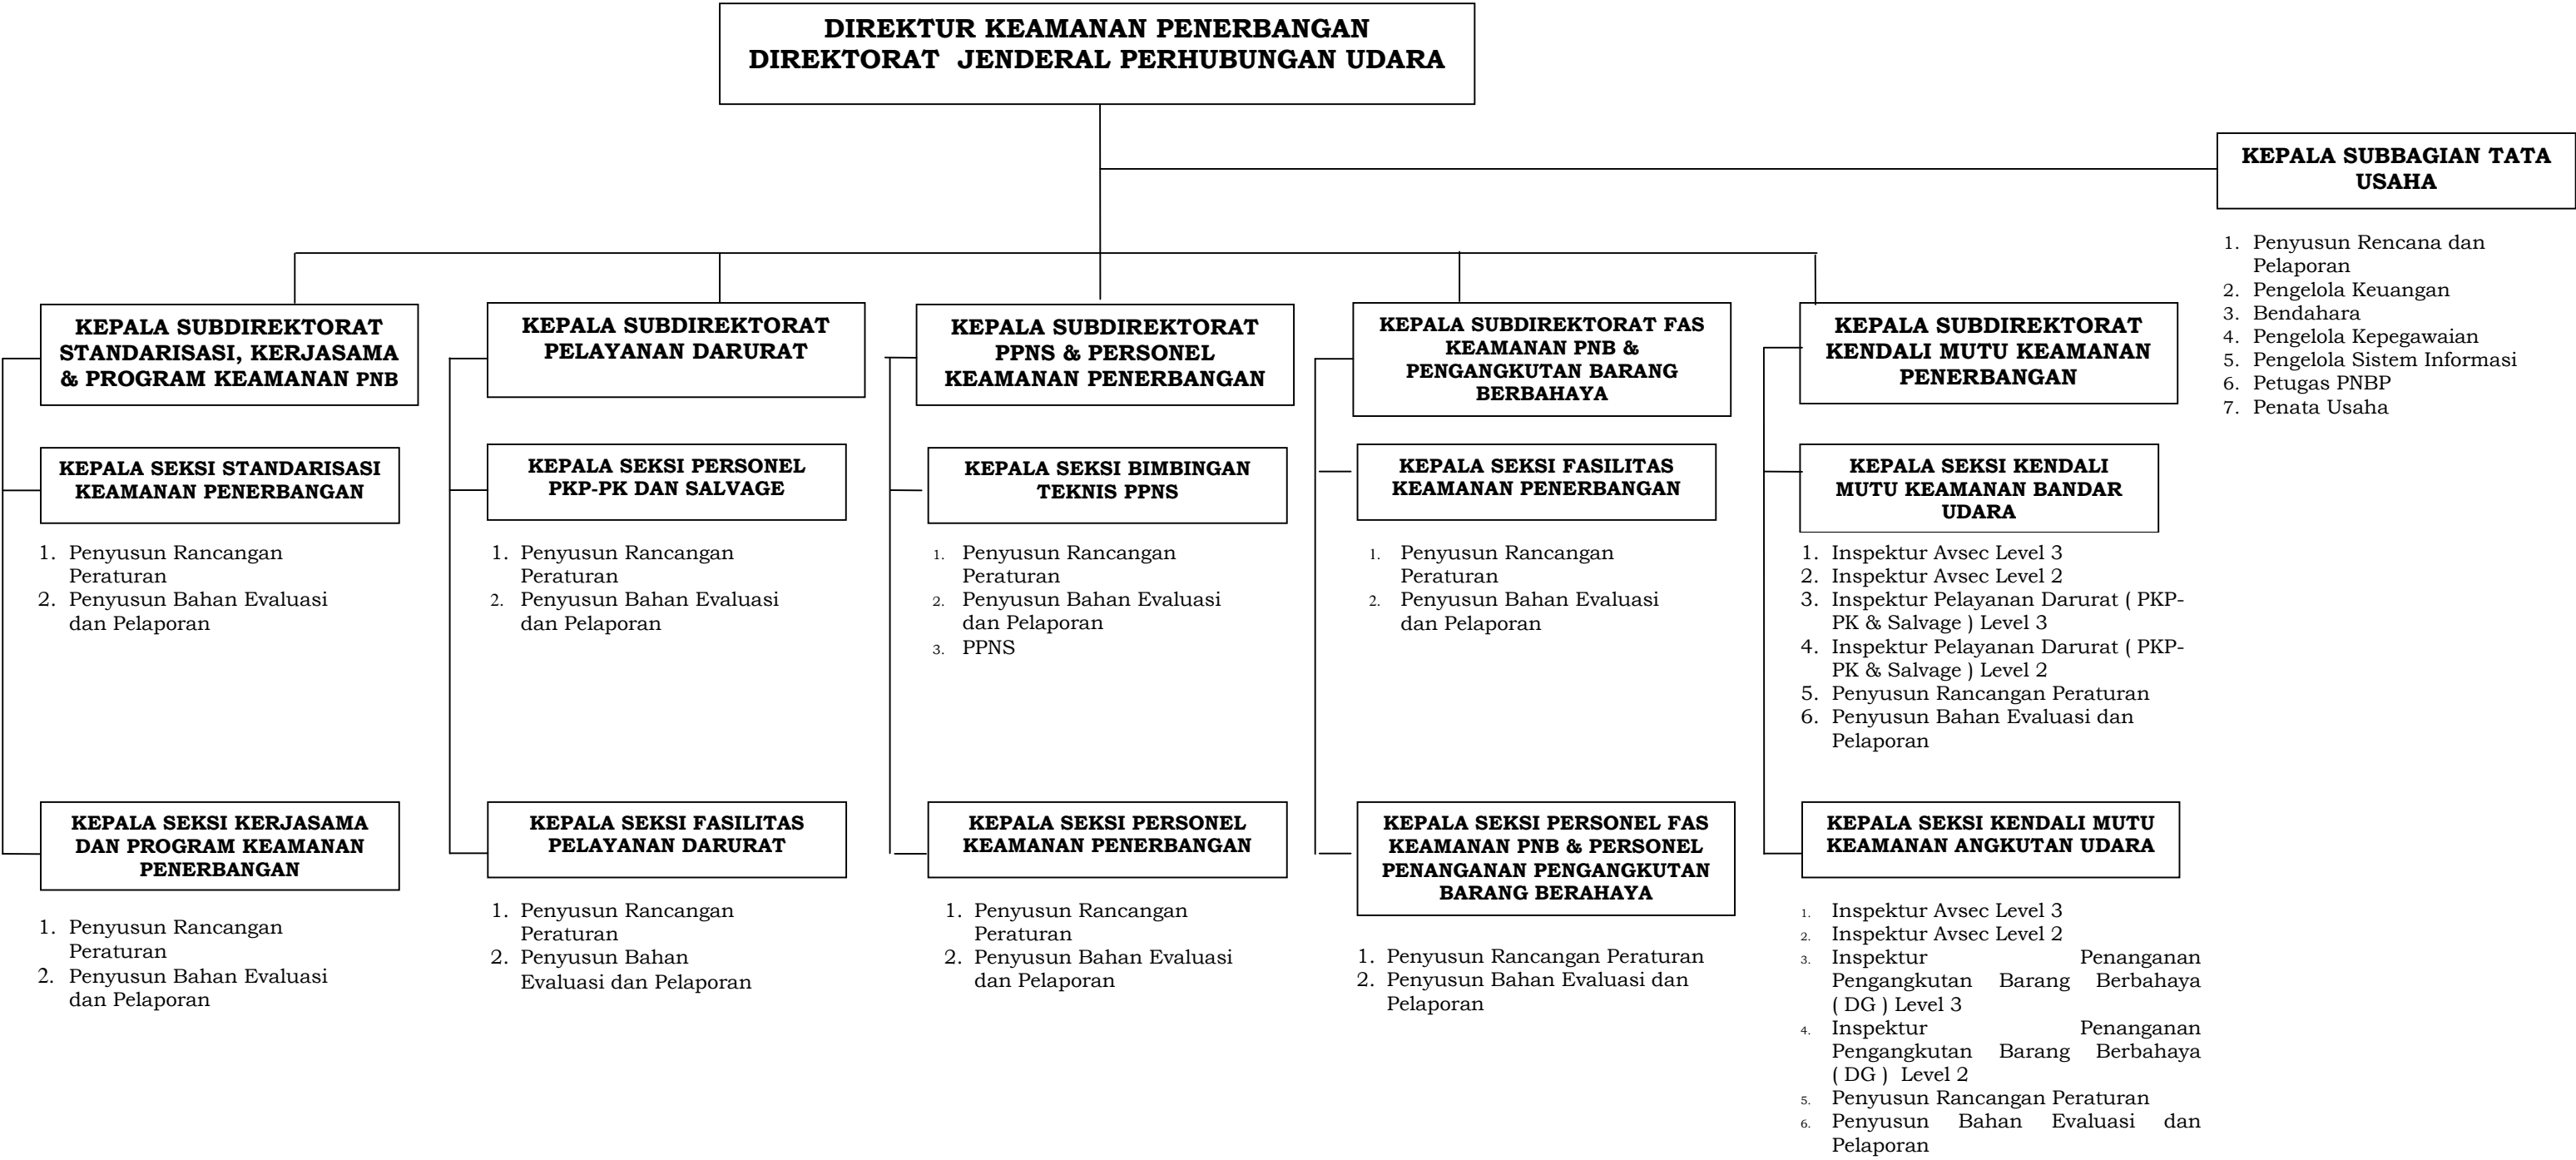 DIREKTUR KEAMANAN PENERBANGAN
DIREKTORAT JENDERAL PERHUBUNGAN UDARA
KEPALA SUBBAGIAN TATA
USAHA
1. Penyusun Rencana dan
Pelaporan
2. Pengelola Keuangan
3. Bendahara
4. Pengelola Kepegawaian
5. Pengelola Sistem Informasi
6. Petugas PNBP
7. Penata Usaha
KEPALA SUBDIREKTORAT
STANDARISASI, KERJASAMA
& PROGRAM KEAMANAN PNB
KEPALA SEKSI STANDARISASI
KEAMANAN PENERBANGAN
1. Penyusun Rancangan
Peraturan
2. Penyusun Bahan Evaluasi
dan Pelaporan
KEPALA SEKSI KERJASAMA
DAN PROGRAM KEAMANAN
PENERBANGAN
1. Penyusun Rancangan
Peraturan
2. Penyusun Bahan Evaluasi
dan Pelaporan
KEPALA SUBDIREKTORAT
PELAYANAN DARURAT
KEPALA SEKSI PERSONEL
PKP-PK DAN SALVAGE
1. Penyusun Rancangan
Peraturan
2. Penyusun Bahan Evaluasi
dan Pelaporan
KEPALA SEKSI FASILITAS
PELAYANAN DARURAT
1. Penyusun Rancangan
Peraturan
2. Penyusun Bahan
Evaluasi dan Pelaporan
KEPALA SUBDIREKTORAT
PPNS & PERSONEL
KEAMANAN PENERBANGAN
KEPALA SEKSI BIMBINGAN
TEKNIS PPNS
1. Penyusun Rancangan
Peraturan
2. Penyusun Bahan Evaluasi
dan Pelaporan
3. PPNS
KEPALA SEKSI PERSONEL
KEAMANAN PENERBANGAN
1. Penyusun Rancangan
Peraturan
2. Penyusun Bahan Evaluasi
dan Pelaporan
KEPALA SUBDIREKTORAT FAS
KEAMANAN PNB &
PENGANGKUTAN BARANG
BERBAHAYA
KEPALA SEKSI FASILITAS
KEAMANAN PENERBANGAN
1. Penyusun Rancangan
Peraturan
2. Penyusun Bahan Evaluasi
dan Pelaporan
KEPALA SEKSI PERSONEL FAS
KEAMANAN PNB & PERSONEL
PENANGANAN PENGANGKUTAN
BARANG BERAHAYA
1. Penyusun Rancangan Peraturan
2. Penyusun Bahan Evaluasi dan
Pelaporan
KEPALA SUBDIREKTORAT
KENDALI MUTU KEAMANAN
PENERBANGAN
KEPALA SEKSI KENDALI
MUTU KEAMANAN BANDAR
UDARA
1. Inspektur Avsec Level 3
2. Inspektur Avsec Level 2
3. Inspektur Pelayanan Darurat ( PKP-
PK & Salvage ) Level 3
4. Inspektur Pelayanan Darurat ( PKP-
PK & Salvage ) Level 2
5. Penyusun Rancangan Peraturan
6. Penyusun Bahan Evaluasi dan
Pelaporan
KEPALA SEKSI KENDALI MUTU
KEAMANAN ANGKUTAN UDARA
1. Inspektur Avsec Level 3
2. Inspektur Avsec Level 2
3. Inspektur Penanganan
Pengangkutan Barang Berbahaya
( DG ) Level 3
4. Inspektur Penanganan
Pengangkutan Barang Berbahaya
( DG ) Level 2
5. Penyusun Rancangan Peraturan
6. Penyusun Bahan Evaluasi dan
Pelaporan